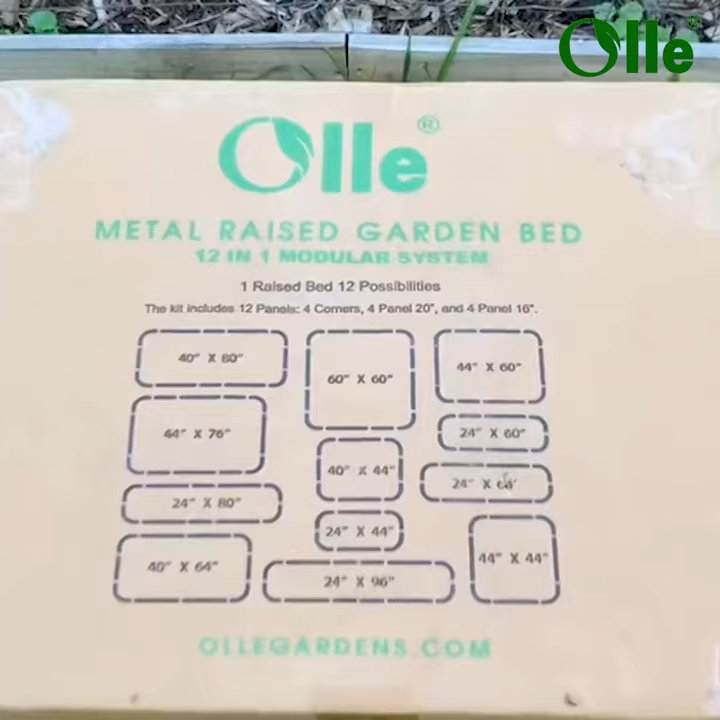 Olle®
Olle®
METAL RAISED GARDEN BED
12 IN 1 MODULAR SYSTEM
1 Raised Bed 12 Possibilities
The kit includes 12 Panels: 4 Corners, 4 Panel 20", and 4 Panel 16".
40" X 80"
60" X 60"
44" X 60"
44" X 76"
24" X 60"
40" X 44"
24" X
24" X 80"
24" X 44"
44" X 44"
40" X 64"
24" X 96"
OLLEGARDENS.COM